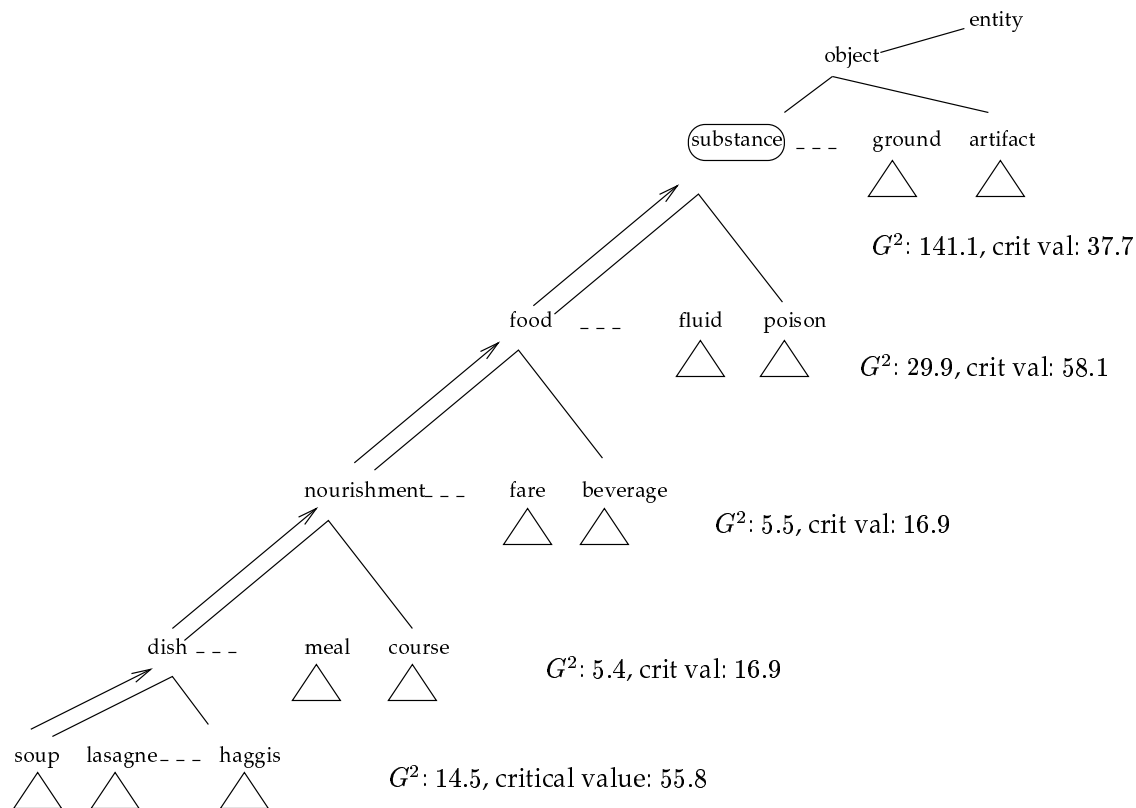 entity
object
substance _ _ _ ground artifact
G²: 141.1, crit val: 37.7
food _ _ _ fluid poison
G²: 29.9, crit val: 58.1
nourishment_ _ _ fare beverage
G²: 5.5, crit val: 16.9
dish _ _ _ meal course
G²: 5.4, crit val: 16.9
soup lasagne_ _ _ haggis
G²: 14.5, critical value: 55.8